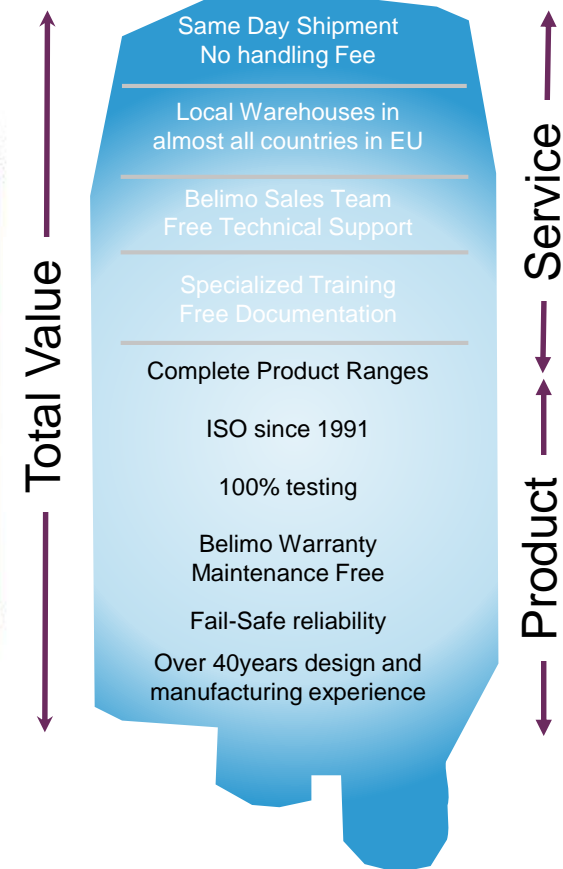 Same Day Shipment
No handling Fee
Local Warehouses in
almost all countries in EU
Belimo Sales Team
Free Technical Support
Specialized Training
Free Documentation
Complete Product Ranges
ISO since 1991
100% testing
Belimo Warranty
Maintenance Free
Fail-Safe reliability
Over 40years design and
manufacturing experience
Total Value
Service
Product